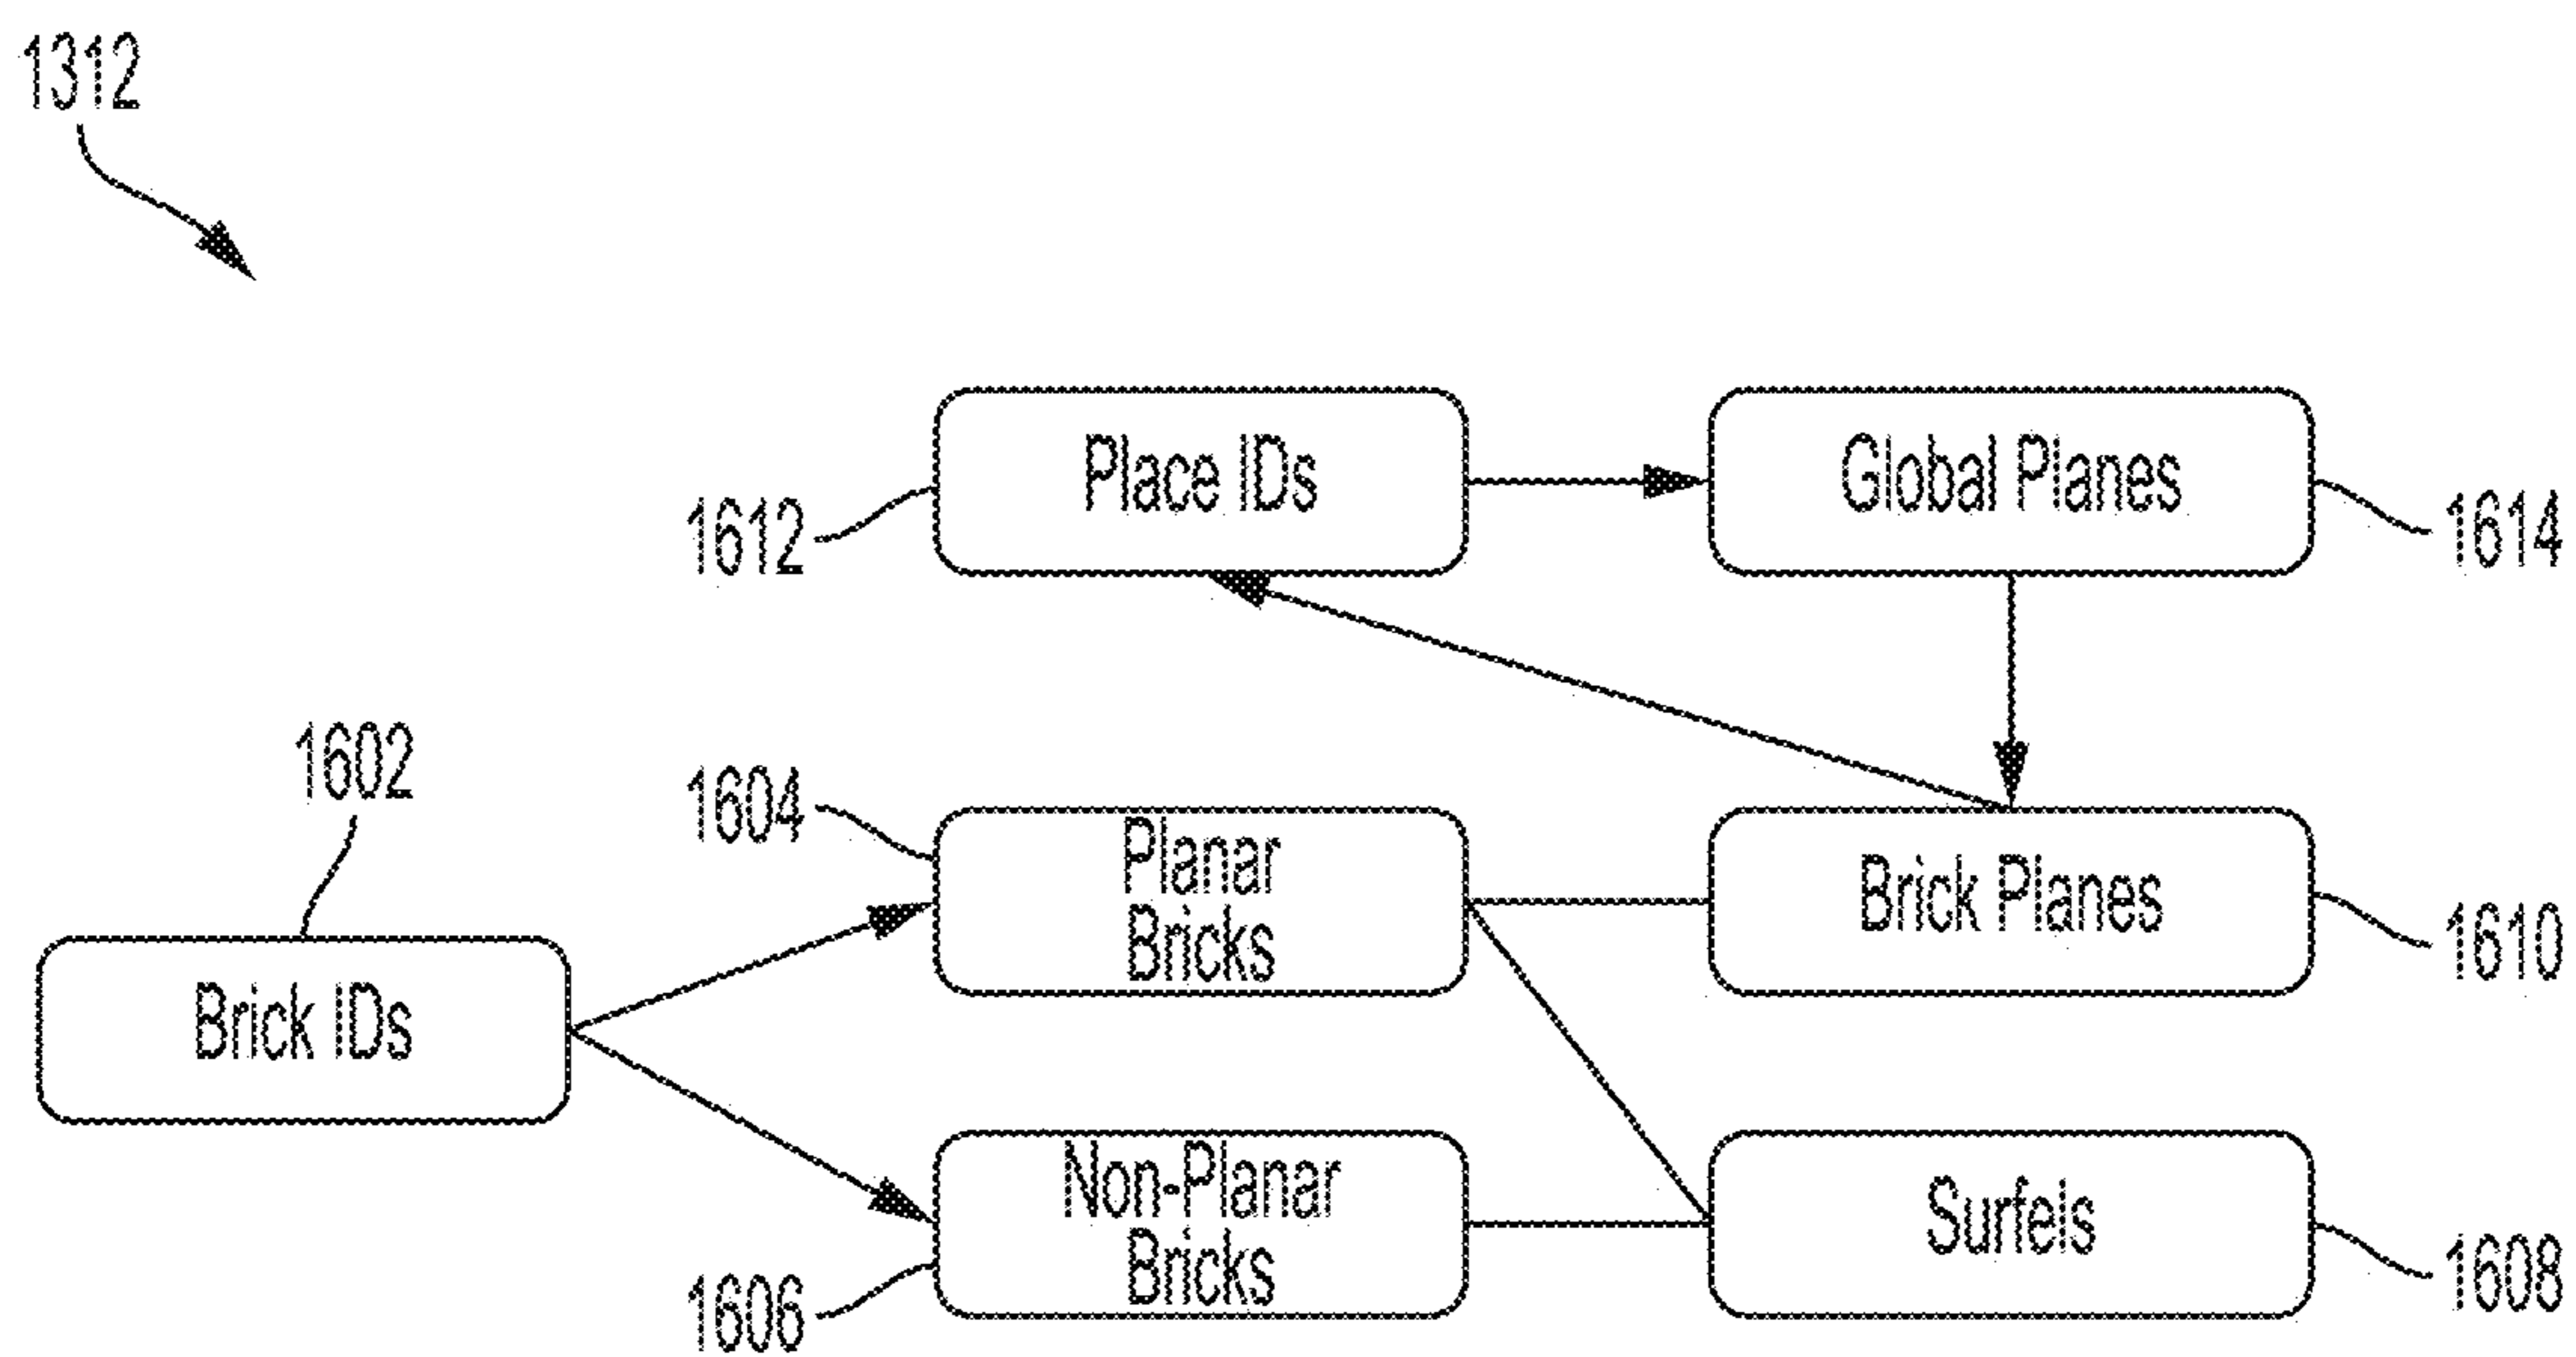 1312
Place IDs
Global Planes
1612
1614
1602
1604
Planar
Bricks
Brick Planes
1610
Brick IDs
Non-Planar
Bricks
Surfels
1606
1608